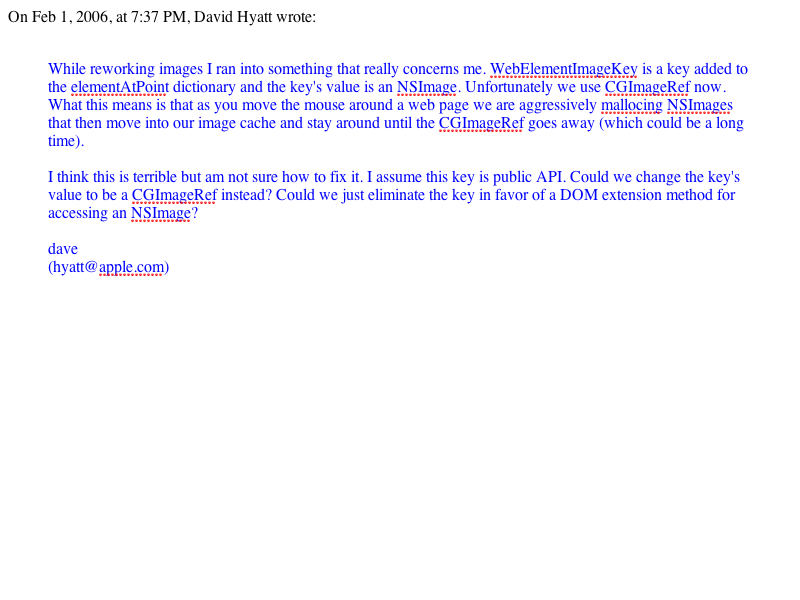 On Feb 1, 2006, at 7:37 PM, David Hyatt wrote:
While reworking images I ran into something that really concerns me. WebElementImageKey is a key added to
the elementAtPoint dictionary and the key's value is an NSImage. Unfortunately we use CGImageRef now.
What this means is that as you move the mouse around a web page we are aggressively mallocing NSImages
that then move into our image cache and stay around until the CGImageRef goes away (which could be a long
time).
I think this is terrible but am not sure how to fix it. I assume this key is public API. Could we change the key's
value to be a CGImageRef instead? Could we just eliminate the key in favor of a DOM extension method for
accessing an NSImage?
dave
(hyatt@apple.com)